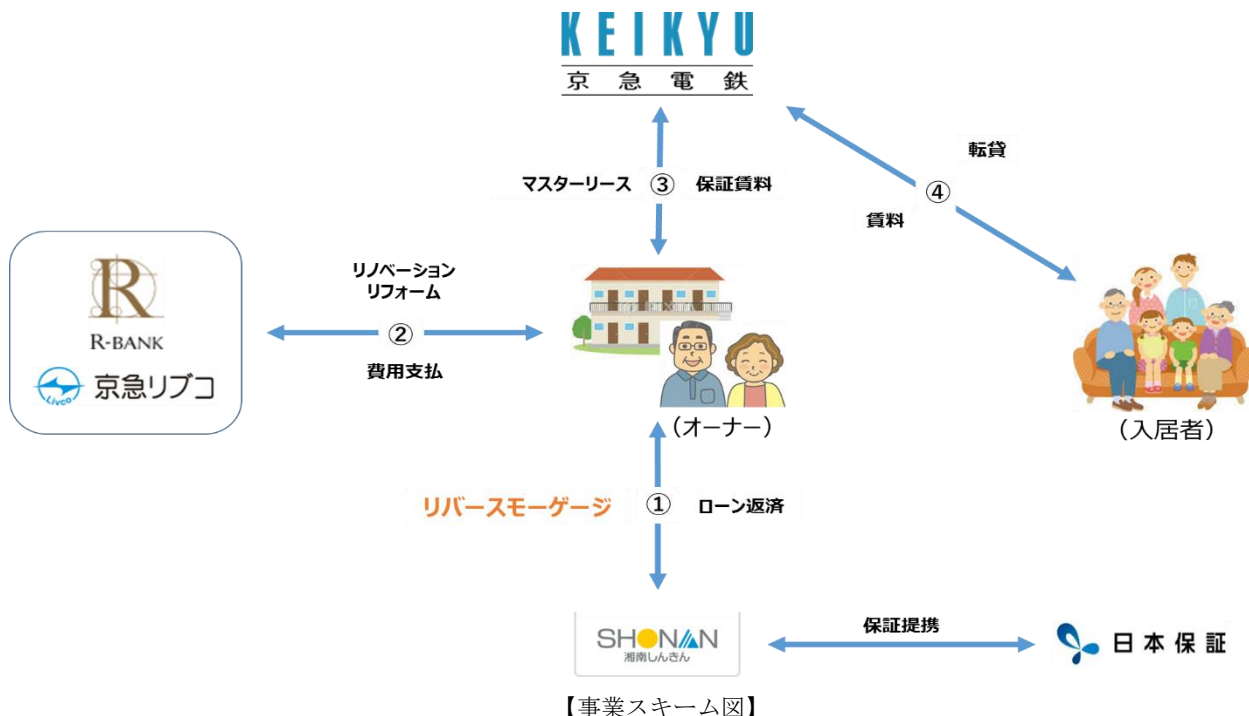 KEIKYU
京急電鉄
転貸
マスターリース ③ 保証賃料
④
賃料
リノベーション
リフォーム
②
費用支払
R
R-BANK
Livco 京急リブコ
(オーナー)
(入居者)
リバースモーゲージ ① ローン返済
SHONAN
湘南しんきん
保証提携
日本保証
【事業スキーム図】